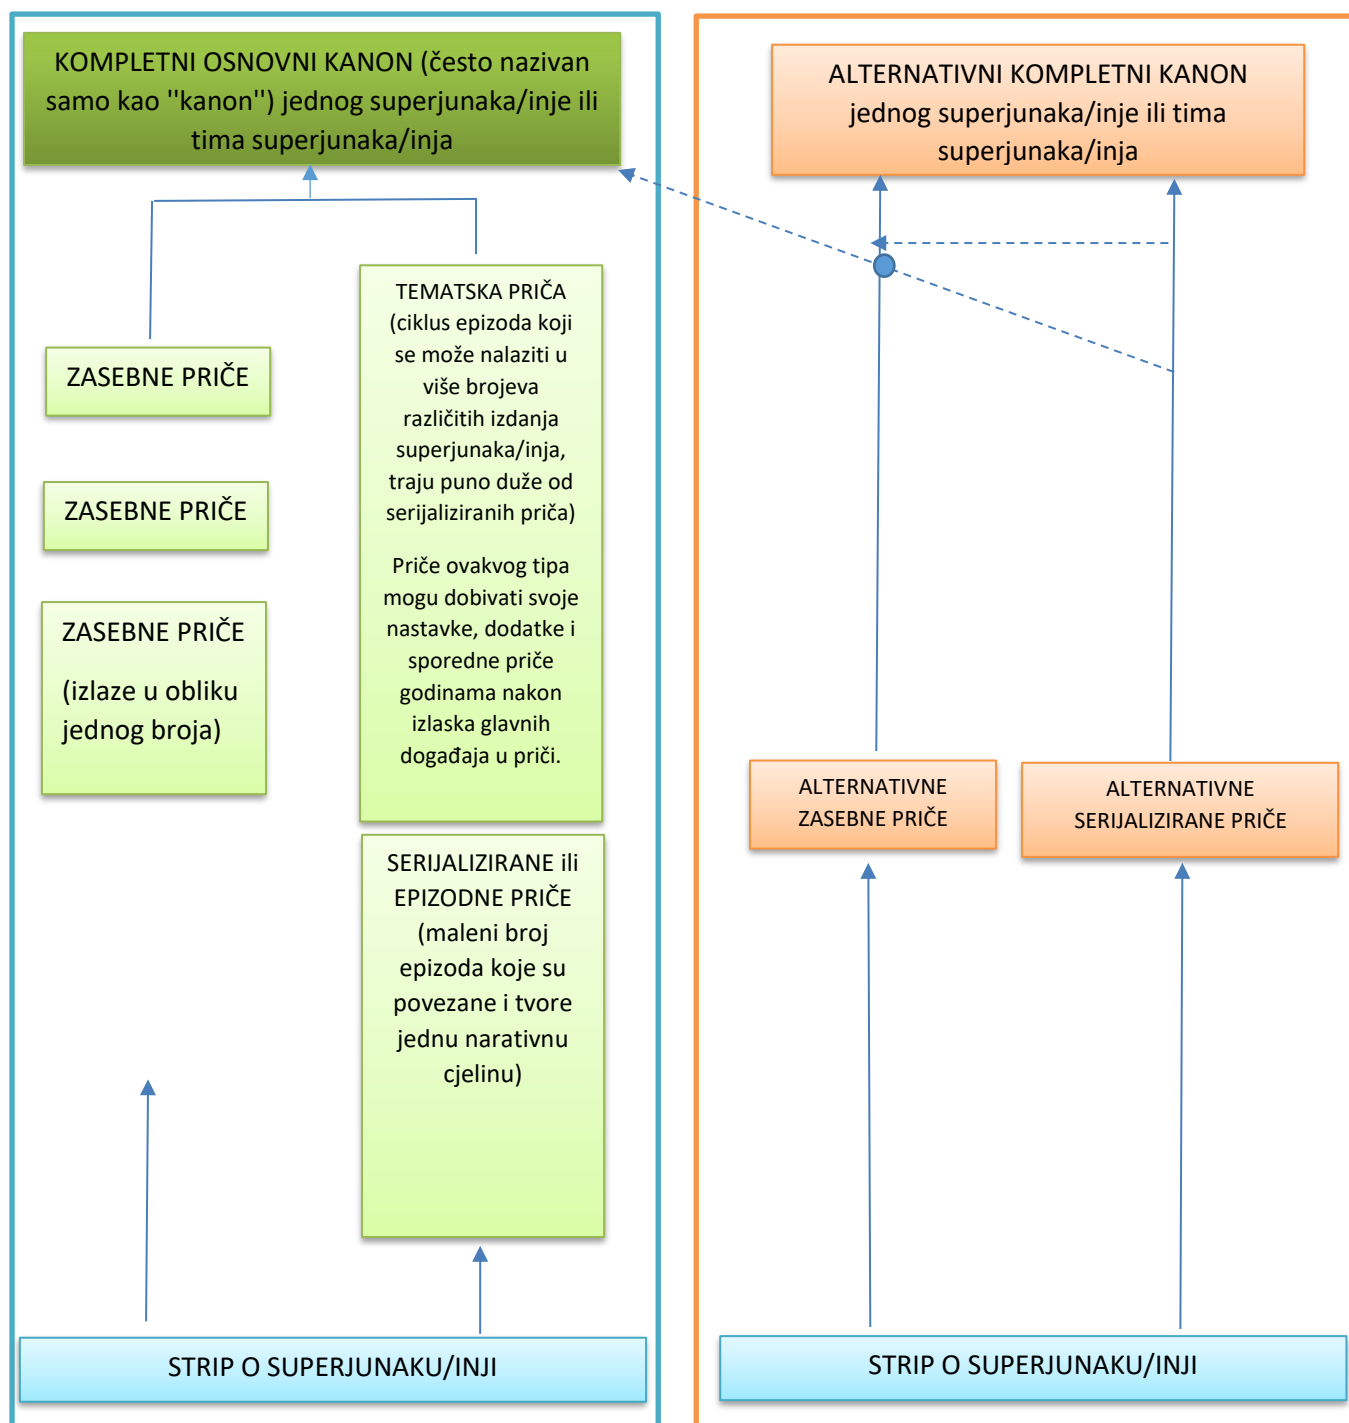 KOMPLETNI OSNOVNI KANON (često nazivan
samo kao ''kanon'') jednog superjunaka/inje ili
tima superjunaka/inja
ZASEBNE PRIČE
ZASEBNE PRIČE
ZASEBNE PRIČE
(izlaze u obliku
jednog broja)
TEMATSKA PRIČA
(ciklus epizoda koji
se može nalaziti u
više brojeva
različitih izdanja
superjunaka/inja,
traju puno duže od
serijaliziranih priča)
Priče ovakvog tipa
mogu dobivati svoje
nastavke, dodatke i
sporedne priče
godinama nakon
izlaska glavnih
događaja u priči.
SERIJALIZIRANE ili
EPIZODNE PRIČE
(maleni broj
epizoda koje su
povezane i tvore
jednu narativnu
cjelinu)
STRIP O SUPERJUNAKU/INJI
ALTERNATIVNI KOMPLETNI KANON
jednog superjunaka/inje ili tima
superjunaka/inja
ALTERNATIVNE
ZASEBNE PRIČE
ALTERNATIVNE
SERIJALIZIRANE PRIČE
STRIP O SUPERJUNAKU/INJI